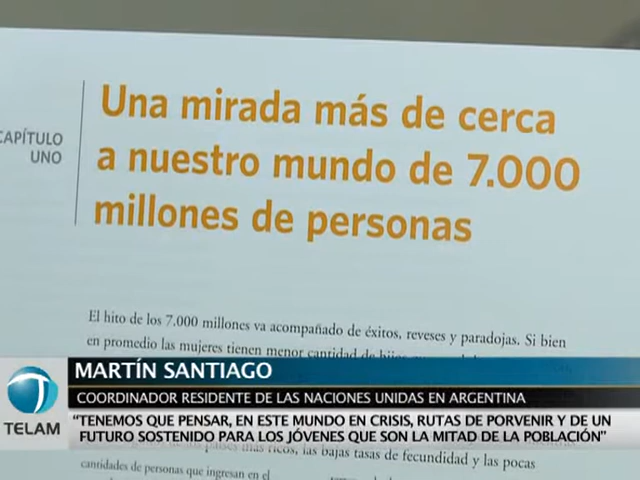 CAPÍTULO
UNO
Una mirada más de cerca
a nuestro mundo de 7.000
millones de personas
El hito de los 7.000 millones va acompañado de éxitos, reveses y paradojas. Si bien
en promedio las mujeres tienen menor cantidad de hijos
MARTÍN SANTIAGO
COORDINADOR RESIDENTE DE LAS NACIONES UNIDAS EN ARGENTINA
TELAM
“TENEMOS QUE PENSAR, EN ESTE MUNDO EN CRISIS, RUTAS DE PORVENIR Y DE UN
FUTURO SOSTENIDO PARA LOS JÓVENES QUE SON LA MITAD DE LA POBLACIÓN”
más ricos, las bajas tasas de fecundidad y las pocas
cantidades de personas que ingresan en el